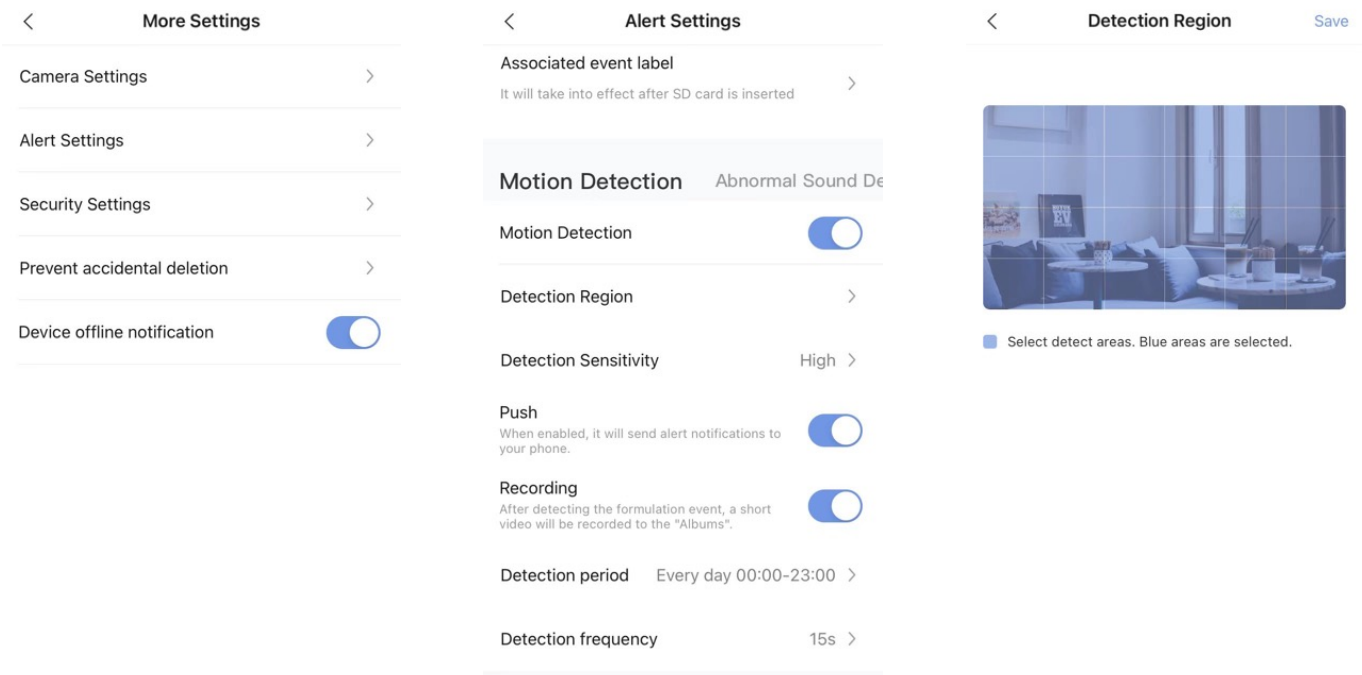 More Settings
Camera Settings
Alert Settings
Security Settings
Prevent accidental deletion
Device offline notification
Alert Settings
Associated event label
It will take into effect after SD card is inserted
Motion Detection Abnormal Sound De
Motion Detection
Detection Region
Detection Sensitivity High
Push
When enabled, it will send alert notifications to
your phone.
Recording
After detecting the formulation event, a short
video will be recorded to the "Albums".
Detection period Every day 00:00-23:00
Detection frequency 15s
Detection Region Save
EV
Select detect areas. Blue areas are selected.